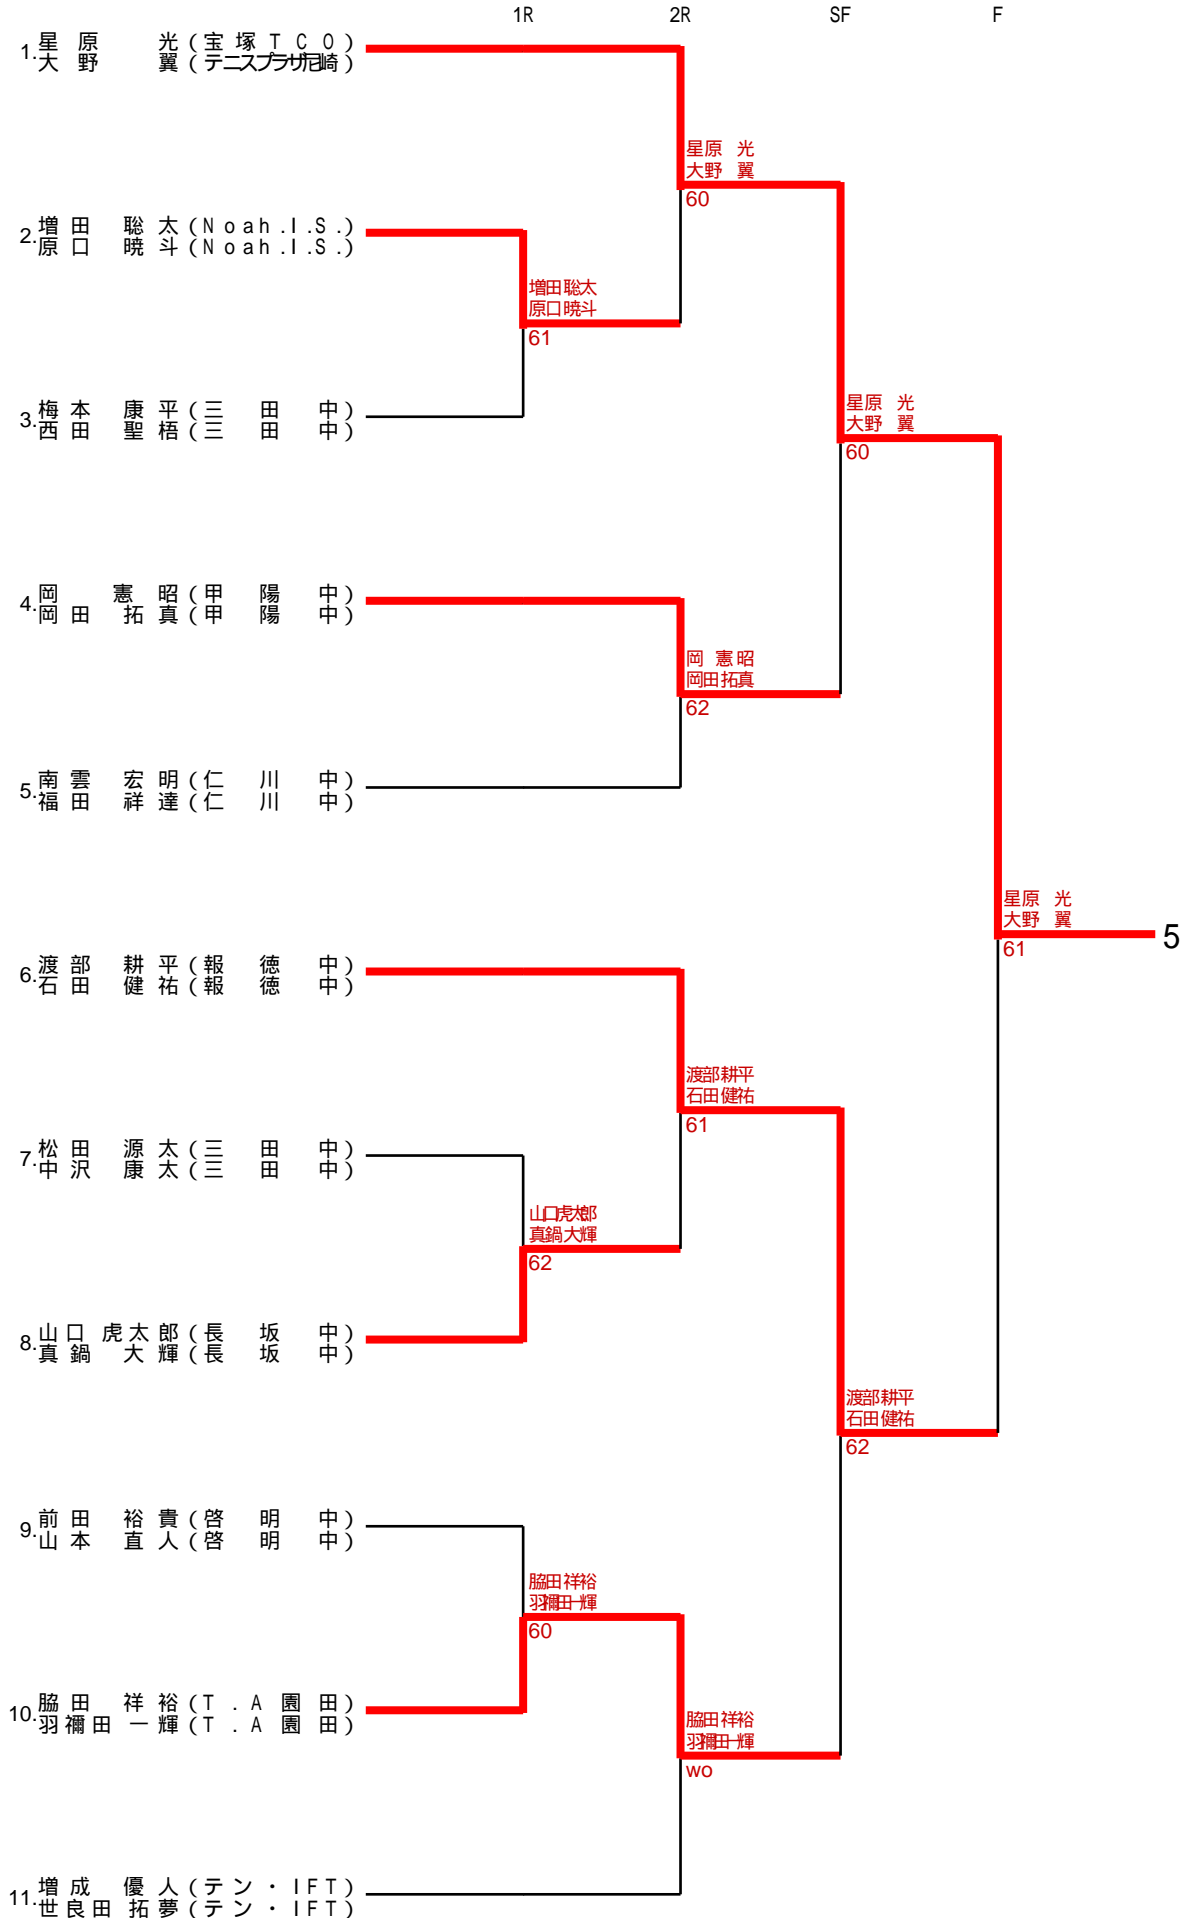 1R 2R SF F
1. 星原 光(宝塚TCO)
大野 翼(テニスプラザ尼崎)
星原 光
大野 翼
60
2. 増田 聡太(Noah.I.S.)
原口 暁斗(Noah.I.S.)
増田聡太
原口暁斗
61
3. 梅本 康平(三田中)
西田 聖梧(三田中)
星原 光
大野 翼
60
4. 岡 憲昭(甲陽中)
岡田 拓真(甲陽中)
岡 憲昭
岡田拓真
62
5. 南雲 宏明(仁川中)
福田 祥達(仁川中)
星原 光
大野 翼
61
5
6. 渡部 耕平(報徳中)
石田 健祐(報徳中)
渡部耕平
石田健祐
61
7. 松田 源太(三田中)
中沢 康太(三田中)
山口虎太郎
真鍋大輝
62
8. 山口 虎太郎(長坂中)
真鍋 大輝(長坂中)
渡部耕平
石田健祐
62
9. 前田 裕貴(啓明中)
山本 直人(啓明中)
脇田祥裕
羽禰田一輝
60
10. 脇田 祥裕(T.A園田)
羽禰田 一輝(T.A園田)
脇田祥裕
羽禰田一輝
wo
11. 増成 優人(テン・IFT)
世良田 拓夢(テン・IFT)